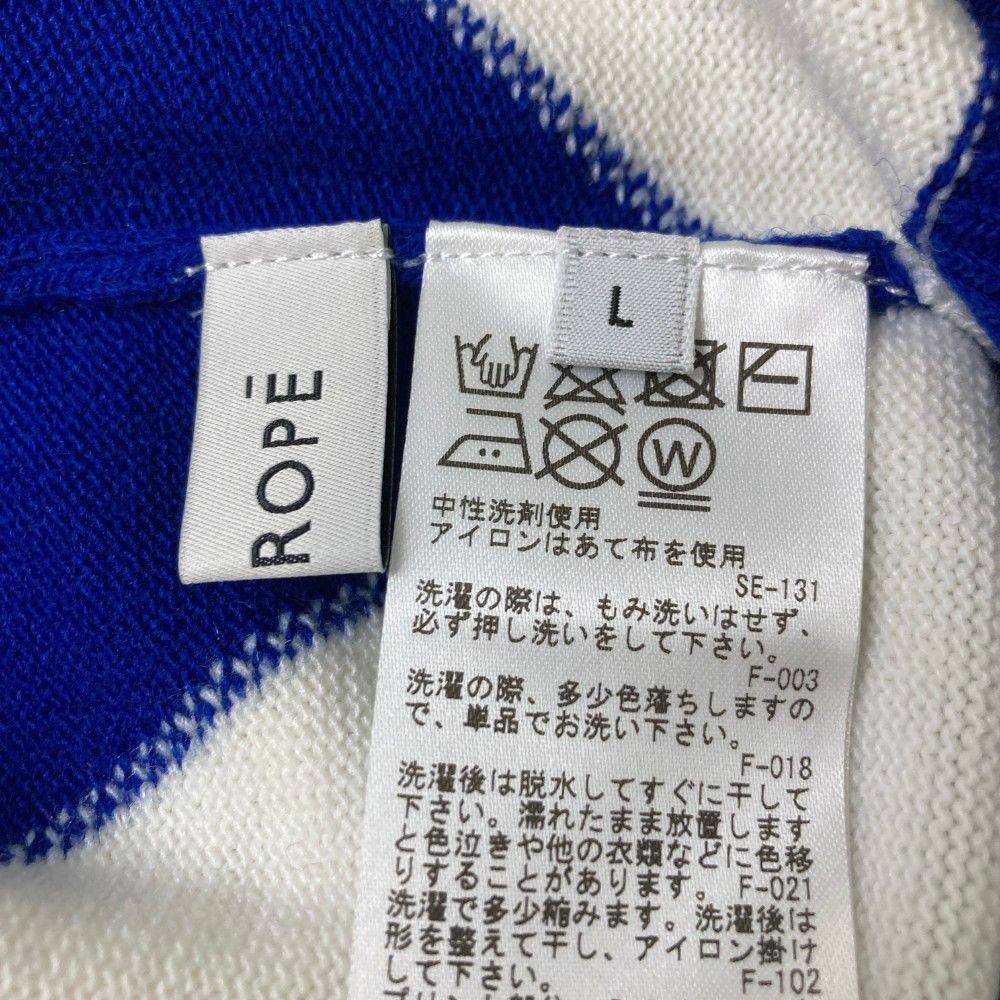 ROPÉ
L
W
中性洗剤使用
アイロンはあて布を使用
SE-131
洗濯の際は、もみ洗いはせず、
必ず押し洗いをして下さい。
F-003
洗濯の際、多少色落ちしますの
で、単品でお洗い下さい。
F-018
洗濯後は脱水してすぐに干して
下さい。濡れたまま放置します
と色泣きや他の衣類などに色移
りすることがあります。 F-021
洗濯で多少縮みます。洗濯後は
形を整えて干し、アイロン掛け
して下さい。 F-102